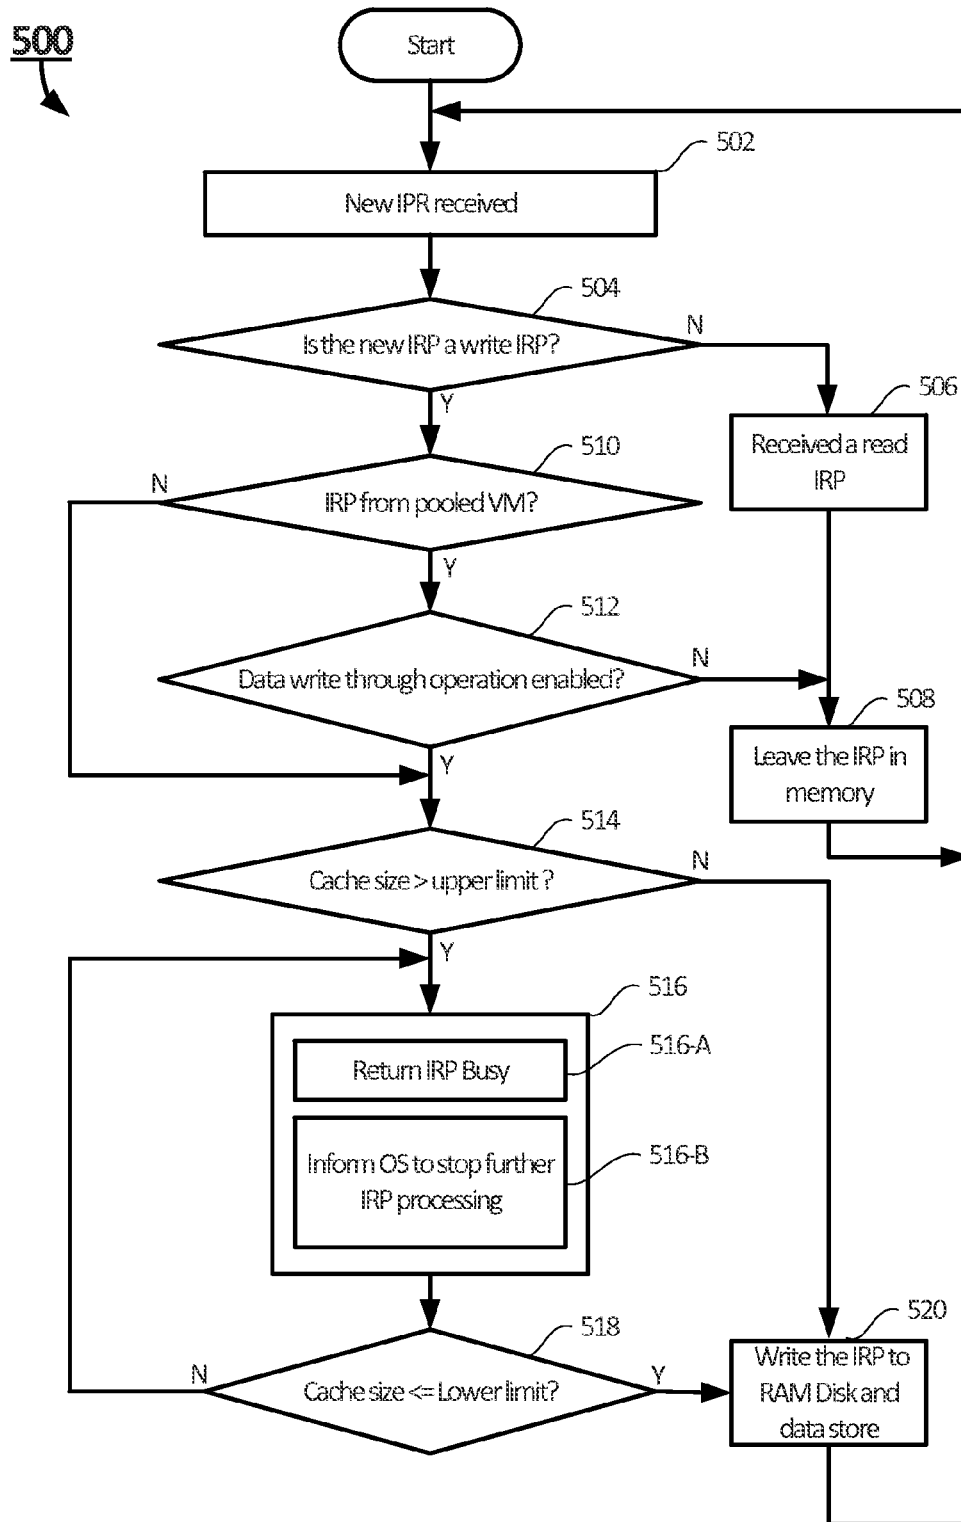 500
Start
502
New IPR received
504
Is the new IRP a write IRP?
N
Y
506
Received a read
IRP
510
N
IRP from pooled VM?
Y
512
Data write through operation enabled?
N
Y
508
Leave the IRP in
memory
514
Cache size > upper limit ?
N
Y
516
Return IRP Busy
516-A
Inform OS to stop further
IRP processing
516-B
518
N
Cache size <= Lower limit?
Y
520
Write the IRP to
RAM Disk and
data store